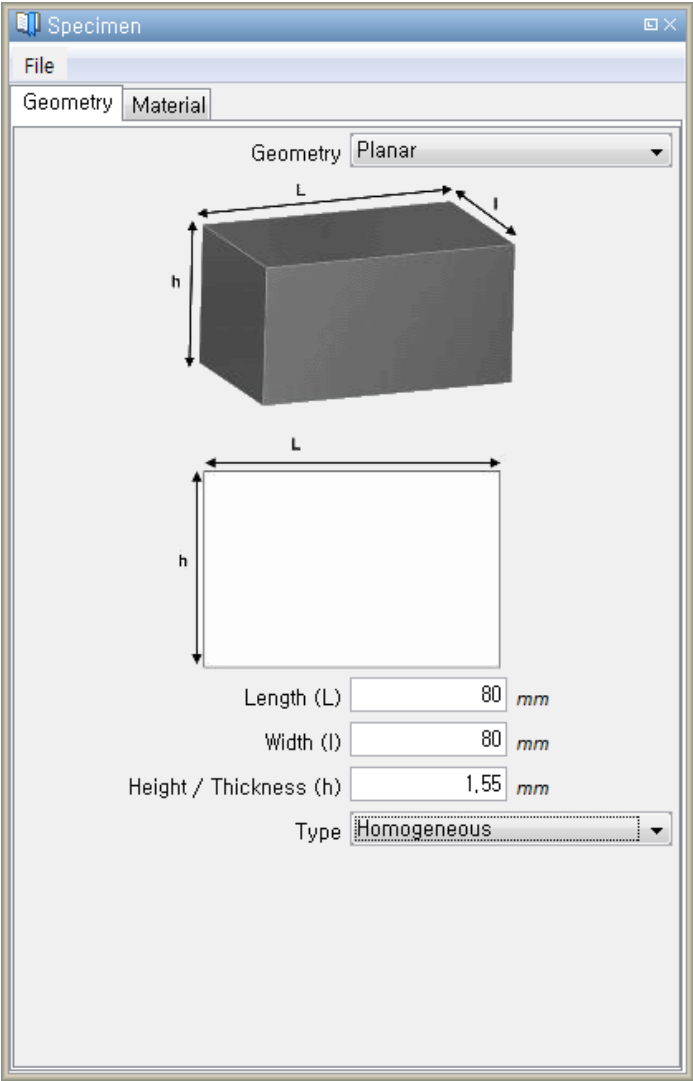 Specimen
File
Geometry Material
Geometry Planar
L
l
h
L
h
Length (L) 80 mm
Width (l) 80 mm
Height / Thickness (h) 1,55 mm
Type Homogeneous